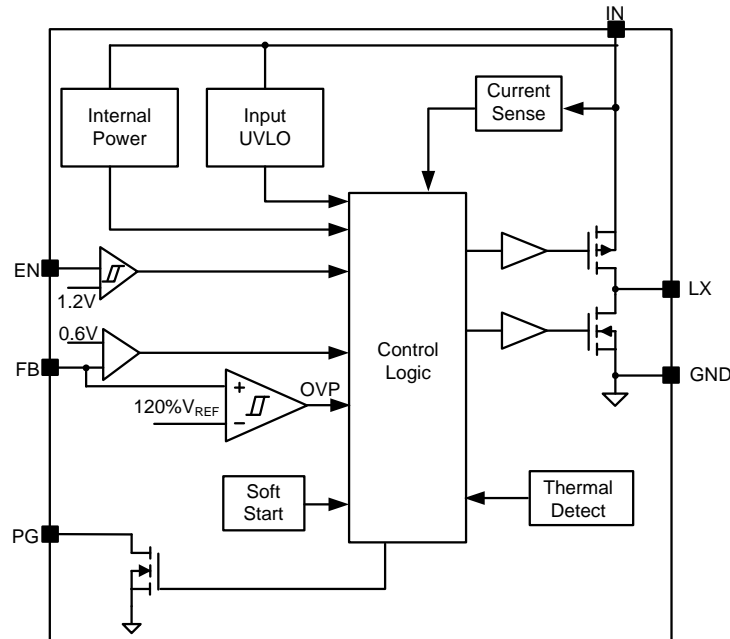 IN
Internal
Power
Input
UVLO
Current
Sense
EN
1.2V
LX
0.6V
FB
Control
Logic
GND
+
OVP
120%VREF
−
Soft
Start
Thermal
Detect
PG